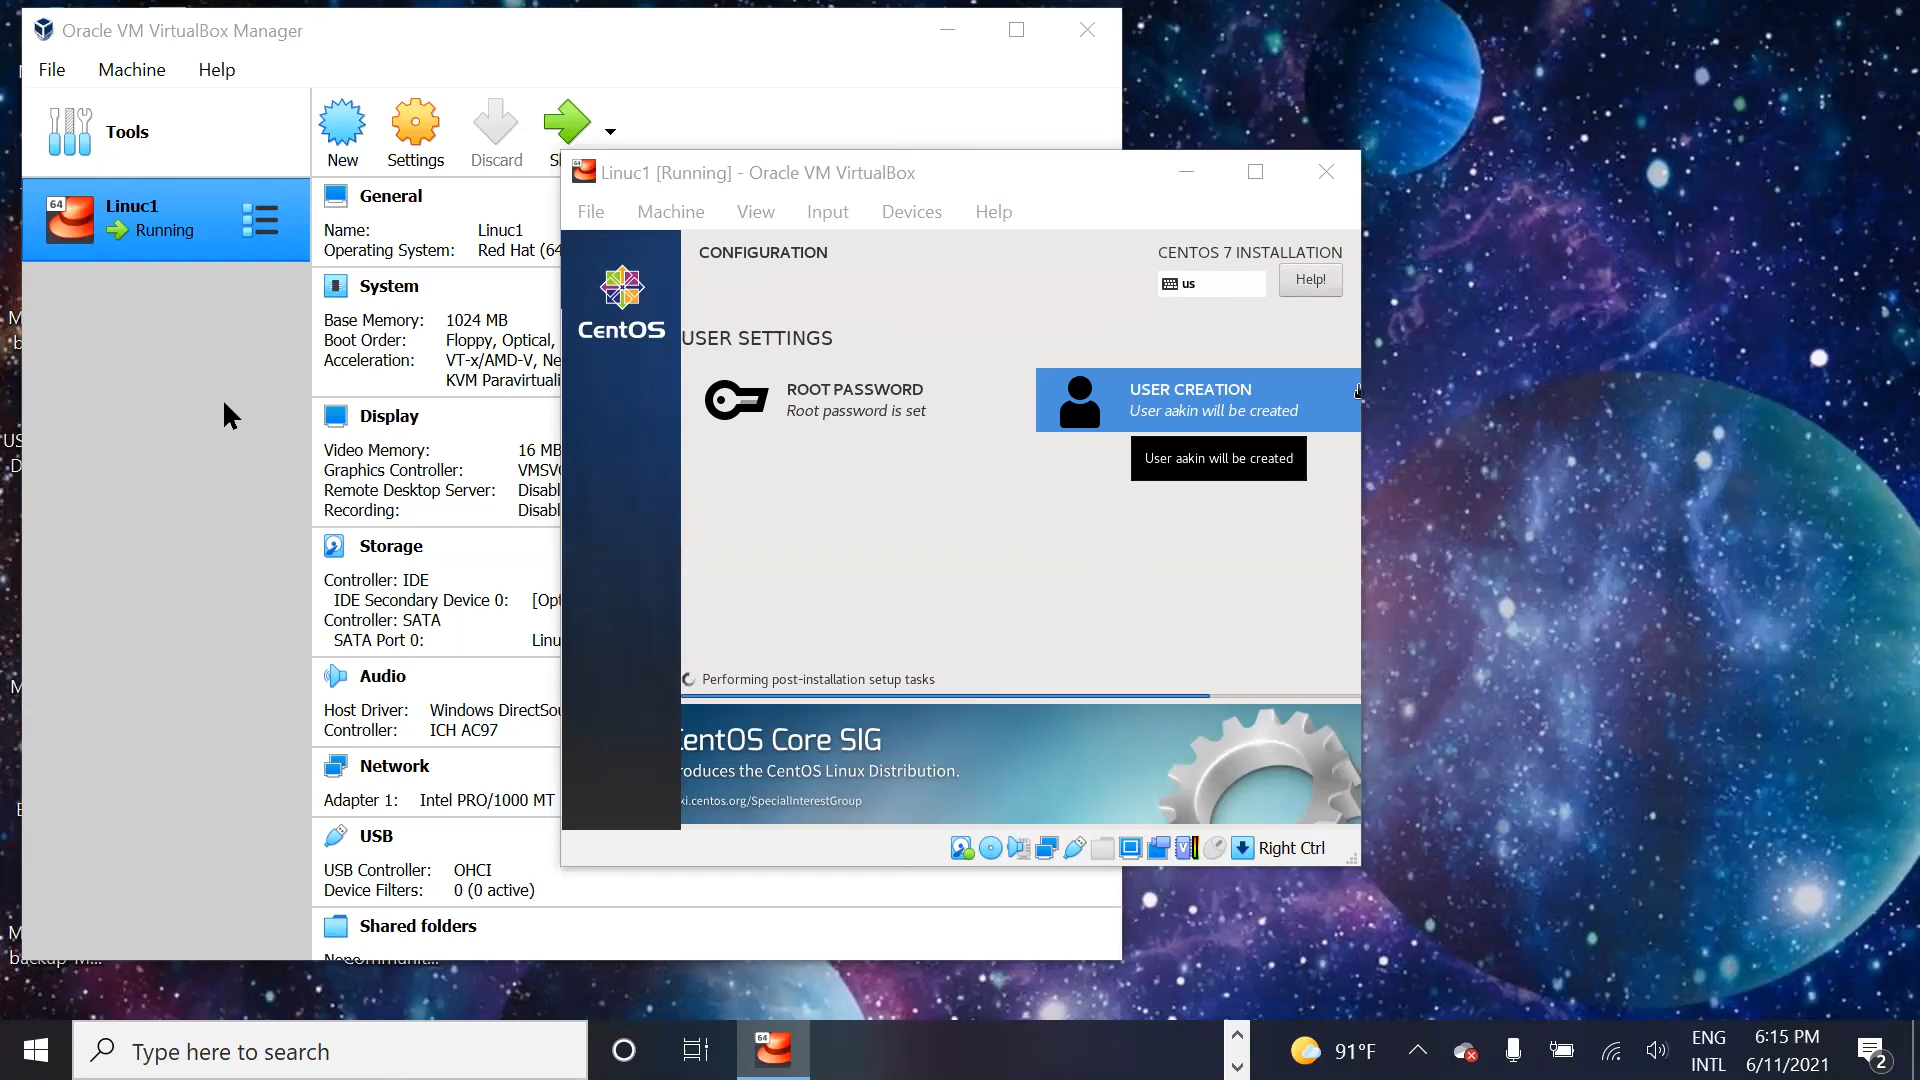 Oracle VM VirtualBox Manager
File Machine Help
Tools
New Settings Discard
64
Linuc1
Running
General
Name: Linuc1
Operating System: Red Hat (64
System
Base Memory: 1024 MB
Boot Order: Floppy, Optical,
Acceleration: VT-x/AMD-V, Ne
KVM Paravirtuali
Display
Video Memory: 16 MB
Graphics Controller: VMSV
Remote Desktop Server: Disabl
Recording: Disabl
Storage
Controller: IDE
IDE Secondary Device 0: [Opt
Controller: SATA
SATA Port 0: Linu
Audio
Host Driver: Windows DirectSou
Controller: ICH AC97
Network
Adapter 1: Intel PRO/1000 MT
USB
USB Controller: OHCI
Device Filters: 0 (0 active)
Shared folders
Linuc1 [Running] - Oracle VM VirtualBox
File Machine View Input Devices Help
CentOS
CONFIGURATION
CENTOS 7 INSTALLATION
us
Help!
USER SETTINGS
ROOT PASSWORD
Root password is set
USER CREATION
User aakin will be created
User aakin will be created
Performing post-installation setup tasks
CentOS Core SIG
roduces the CentOS Linux Distribution.
ki.centos.org/SpecialInterestGroup
Right Ctrl
Type here to search
64
91°F
ENG
INTL
6:15 PM
6/11/2021
2